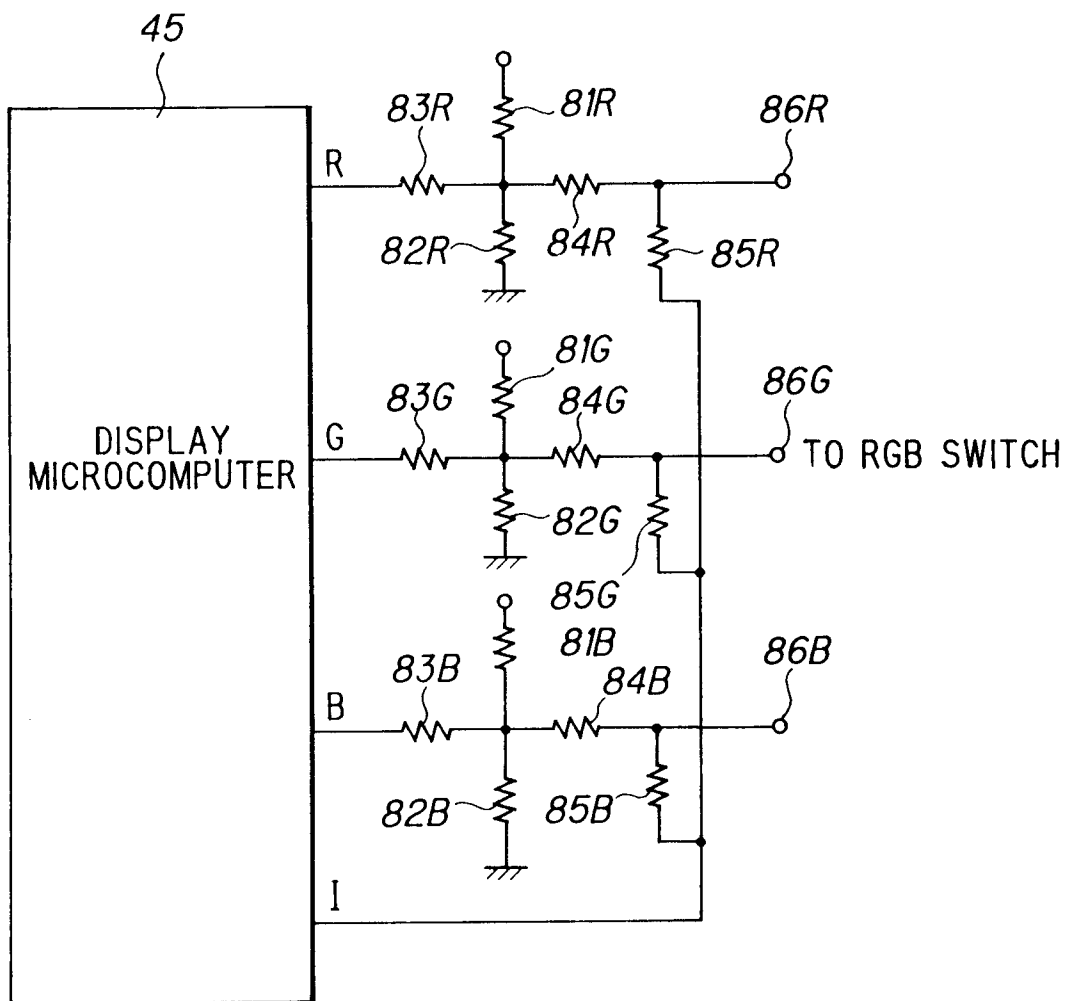 45
83R
81R
86R
R
82R
84R
85R
81G
83G
84G
86G
G
DISPLAY
MICROCOMPUTER
TO RGB SWITCH
82G
85G
81B
83B
84B
86B
B
82B
85B
I